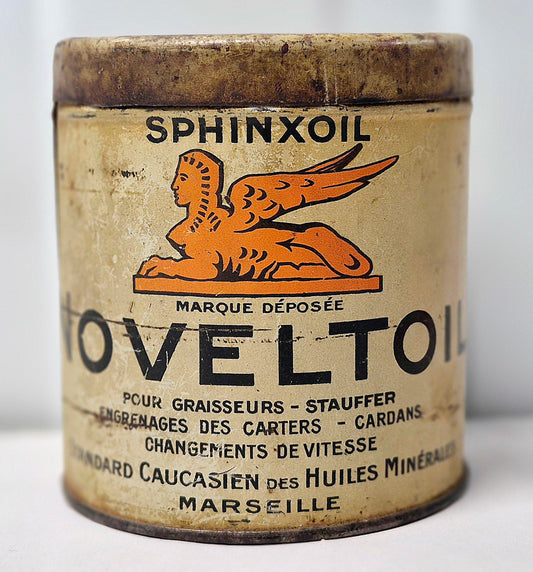 SPHINXOIL
MARQUE DÉPOSÉE
NOVELTOIL
POUR GRAISSEURS - STAUFFER
ENGRENAGES DES CARTERS - CARDANS
CHANGEMENTS DE VITESSE
STANDARD CAUCASIEN DES HUILES MINÉRALES
MARSEILLE